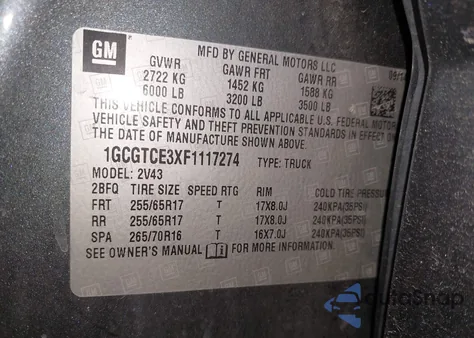 GM
MFD BY GENERAL MOTORS LLC
GVWR GAWR FRT GAWR RR
2722 KG 1452 KG 1588 KG
6000 LB 3200 LB 3500 LB
THIS VEHICLE CONFORMS TO ALL APPLICABLE U.S. FEDERAL MOTOR
VEHICLE SAFETY AND THEFT PREVENTION STANDARDS IN EFFECT ON
THE DATE OF MANUFACTURE SHOWN ABOVE.
1GCGTCE3XF1117274 TYPE: TRUCK
MODEL: 2V43
2BFQ TIRE SIZE SPEED RTG RIM COLD TIRE PRESSURE
FRT 255/65R17 T 17X8.0J 240KPA(35PSI)
RR 255/65R17 T 17X8.0J 240KPA(35PSI)
SPA 265/70R16 T 16X7.0J 240KPA(35PSI)
SEE OWNER'S MANUAL FOR MORE INFORMATION.
AutoSnap